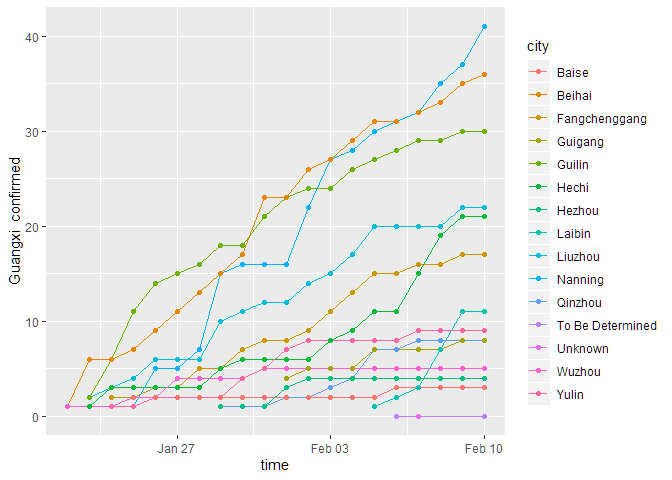 40
30
20
10
0
Guangxi confirmed
Jan 27
Feb 03
Feb 10
time
city
Baise
Beihai
Fangchenggang
Guigang
Guilin
Hechi
Hezhou
Laibin
Liuzhou
Nanning
Qinzhou
To Be Determined
Unknown
Wuzhou
Yulin